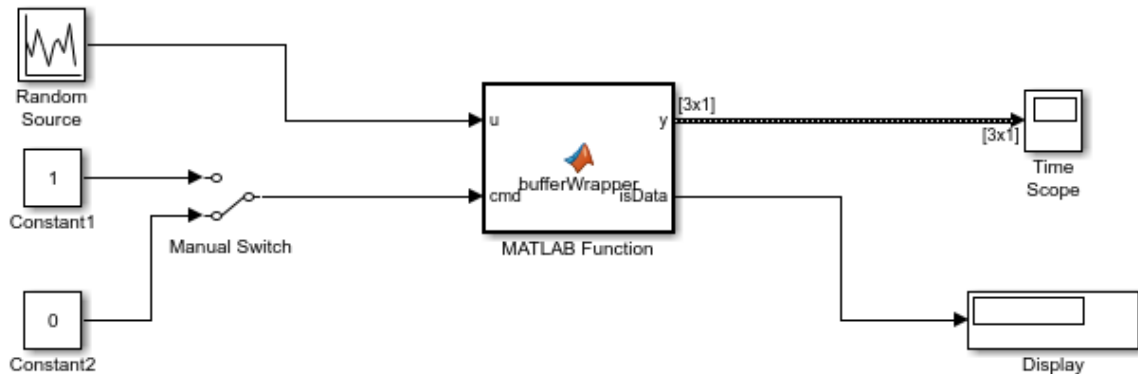 Random
Source
1
Constant1
Manual Switch
0
Constant2
u
cmd
bufferWrapper
y
isData
MATLAB Function
[3x1]
[3x1]
Time
Scope
Display